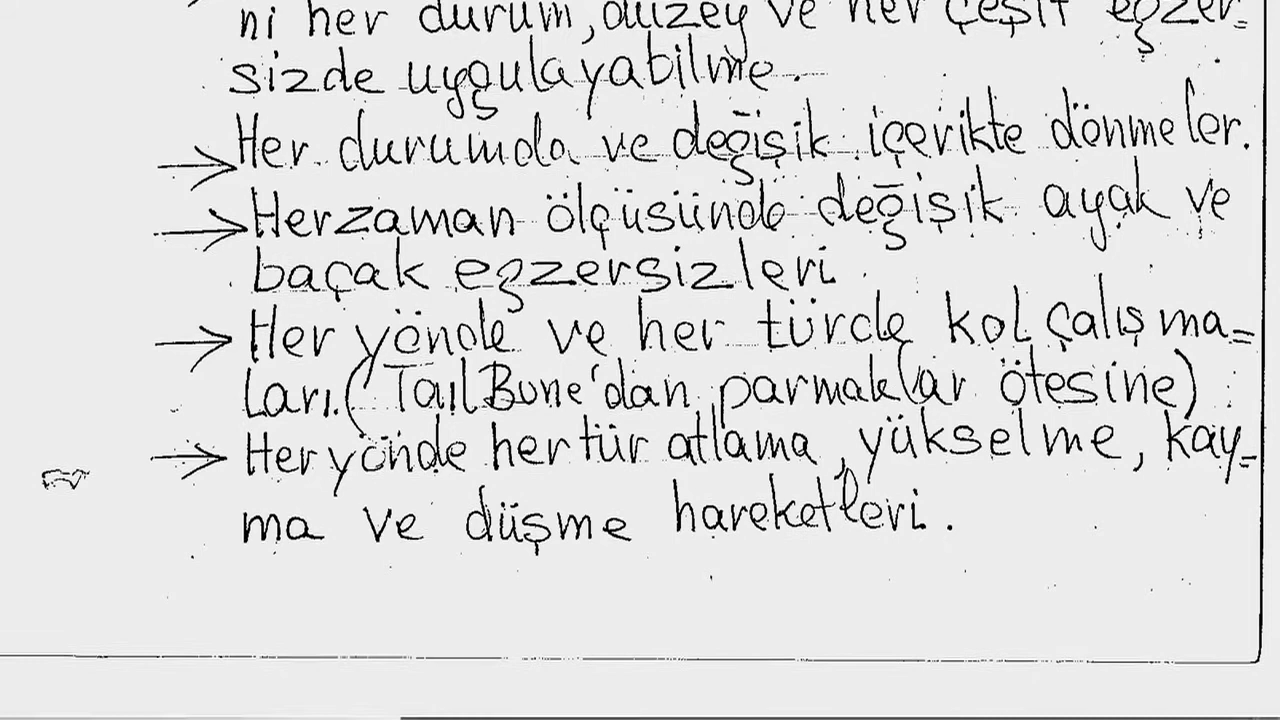 ni her durum, düzey ve her çeşit egzer=
sizde uygulayabilme.
→Her durumda ve değişik içerikte dönmeler.
→Herzaman ölçüsünde değişik ayak ve
baçak egzersizleri
→Her yönde ve her türde kol çalışma=
ları. (TailBone'dan parmaklar ötesine)
→Her yönde her tür atlama, yükselme, kay=
ma ve düşme hareketleri.